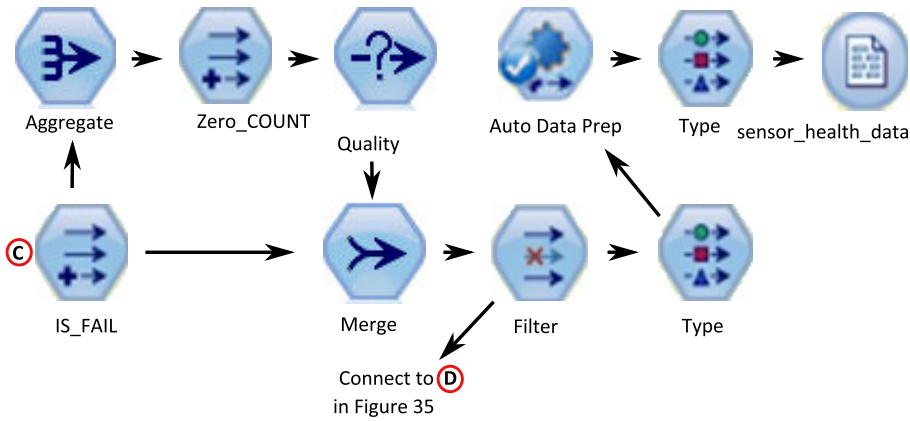 Aggregate
Zero_COUNT
Quality
Auto Data Prep
Type
sensor_health_data
C
IS_FAIL
Merge
Filter
Type
Connect to D
in Figure 35